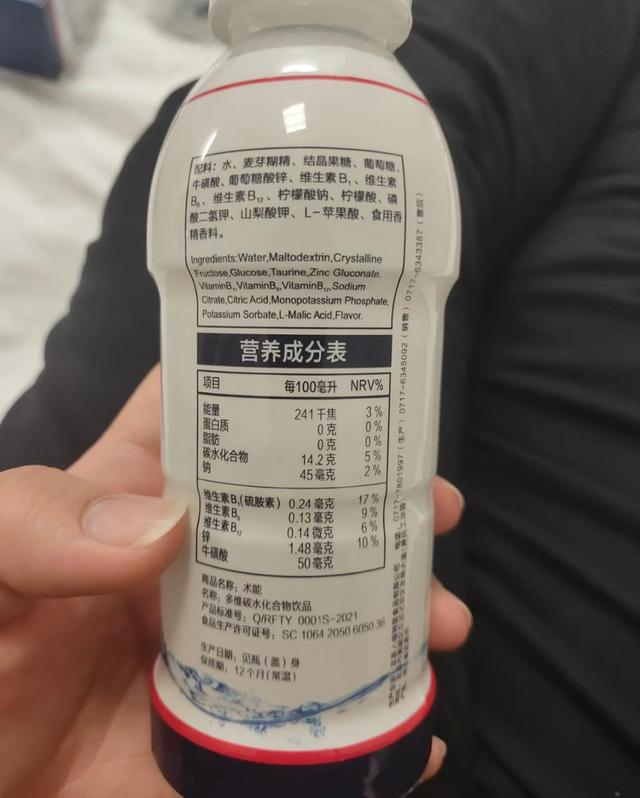 配料：水、麦芽糊精、结晶果糖、葡萄糖、
牛磺酸、葡萄糖酸锌、维生素B₁、维生素
B₆、维生素B₁₂、柠檬酸钠、柠檬酸、磷
酸二氢钾、山梨酸钾、L-苹果酸、食用香
精香料。
Ingredients:Water,Maltodextrin,Crystalline
Fructose,Glucose,Taurine,Zinc Gluconate,
VitaminB₁,VitaminB₆,VitaminB₁₂,Sodium
Citrate,Citric Acid,Monopotassium Phosphate,
Potassium Sorbate,L-Malic Acid,Flavor.
营养成分表
项目 每100毫升 NRV%
能量 241千焦 3%
蛋白质 0克 0%
脂肪 0克 0%
碳水化合物 14.2克 5%
钠 45毫克 2%
维生素B₁(硫胺素) 0.24毫克 17%
维生素B₆ 0.13毫克 9%
维生素B₁₂ 0.14微克 6%
锌 1.48毫克 10%
牛磺酸 50毫克
商品名称：术能
名称：多维碳水化合物饮品
产品标准号：Q/RFTY 0001S-2021
食品生产许可证号：SC 1064 2050 6050 36
生产日期：见瓶（盖）身
保质期：12个月(常温)
0717-7801997（生产）0717-6345092（销售）0717-6343387（售后）